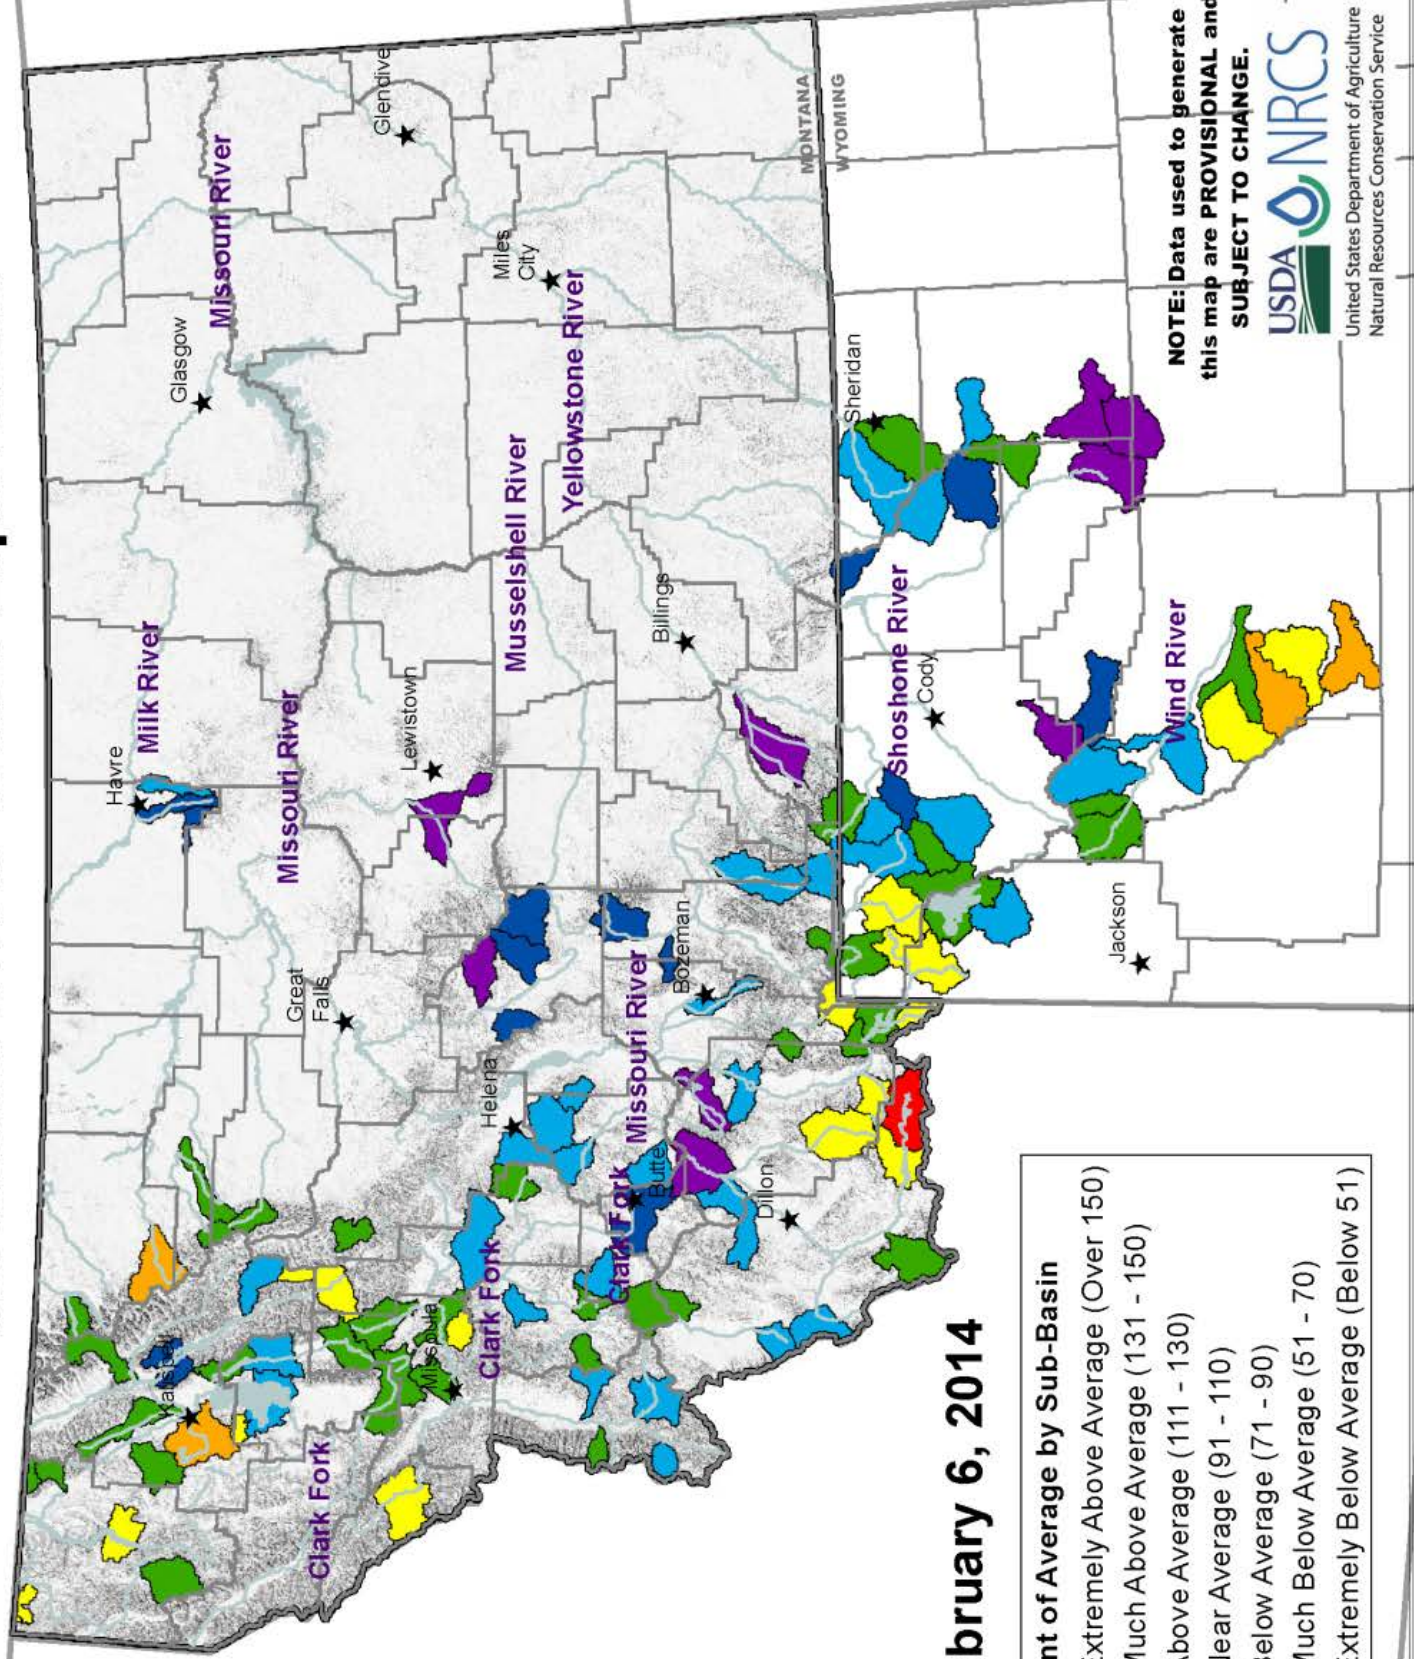 Havre
Milk River
Glasgow
Missouri River
Glendive
Kalispell
Great
Falls
Missouri River
Lewistown
Miles
City
Clark Fork
Missoula
Clark Fork
Helena
Musselshell River
Yellowstone River
Clark Fork
Butte
Missouri River
Bozeman
Billings
Dillon
MONTANA
WYOMING
Sheridan
Shoshone River
Cody
Jackson
Wind River
bruary 6, 2014
nt of Average by Sub-Basin
Extremely Above Average (Over 150)
Much Above Average (131 - 150)
Above Average (111 - 130)
Near Average (91 - 110)
Below Average (71 - 90)
Much Below Average (51 - 70)
Extremely Below Average (Below 51)
NOTE: Data used to generate
this map are PROVISIONAL and
SUBJECT TO CHANGE.
USDA NRCS
United States Department of Agriculture
Natural Resources Conservation Service